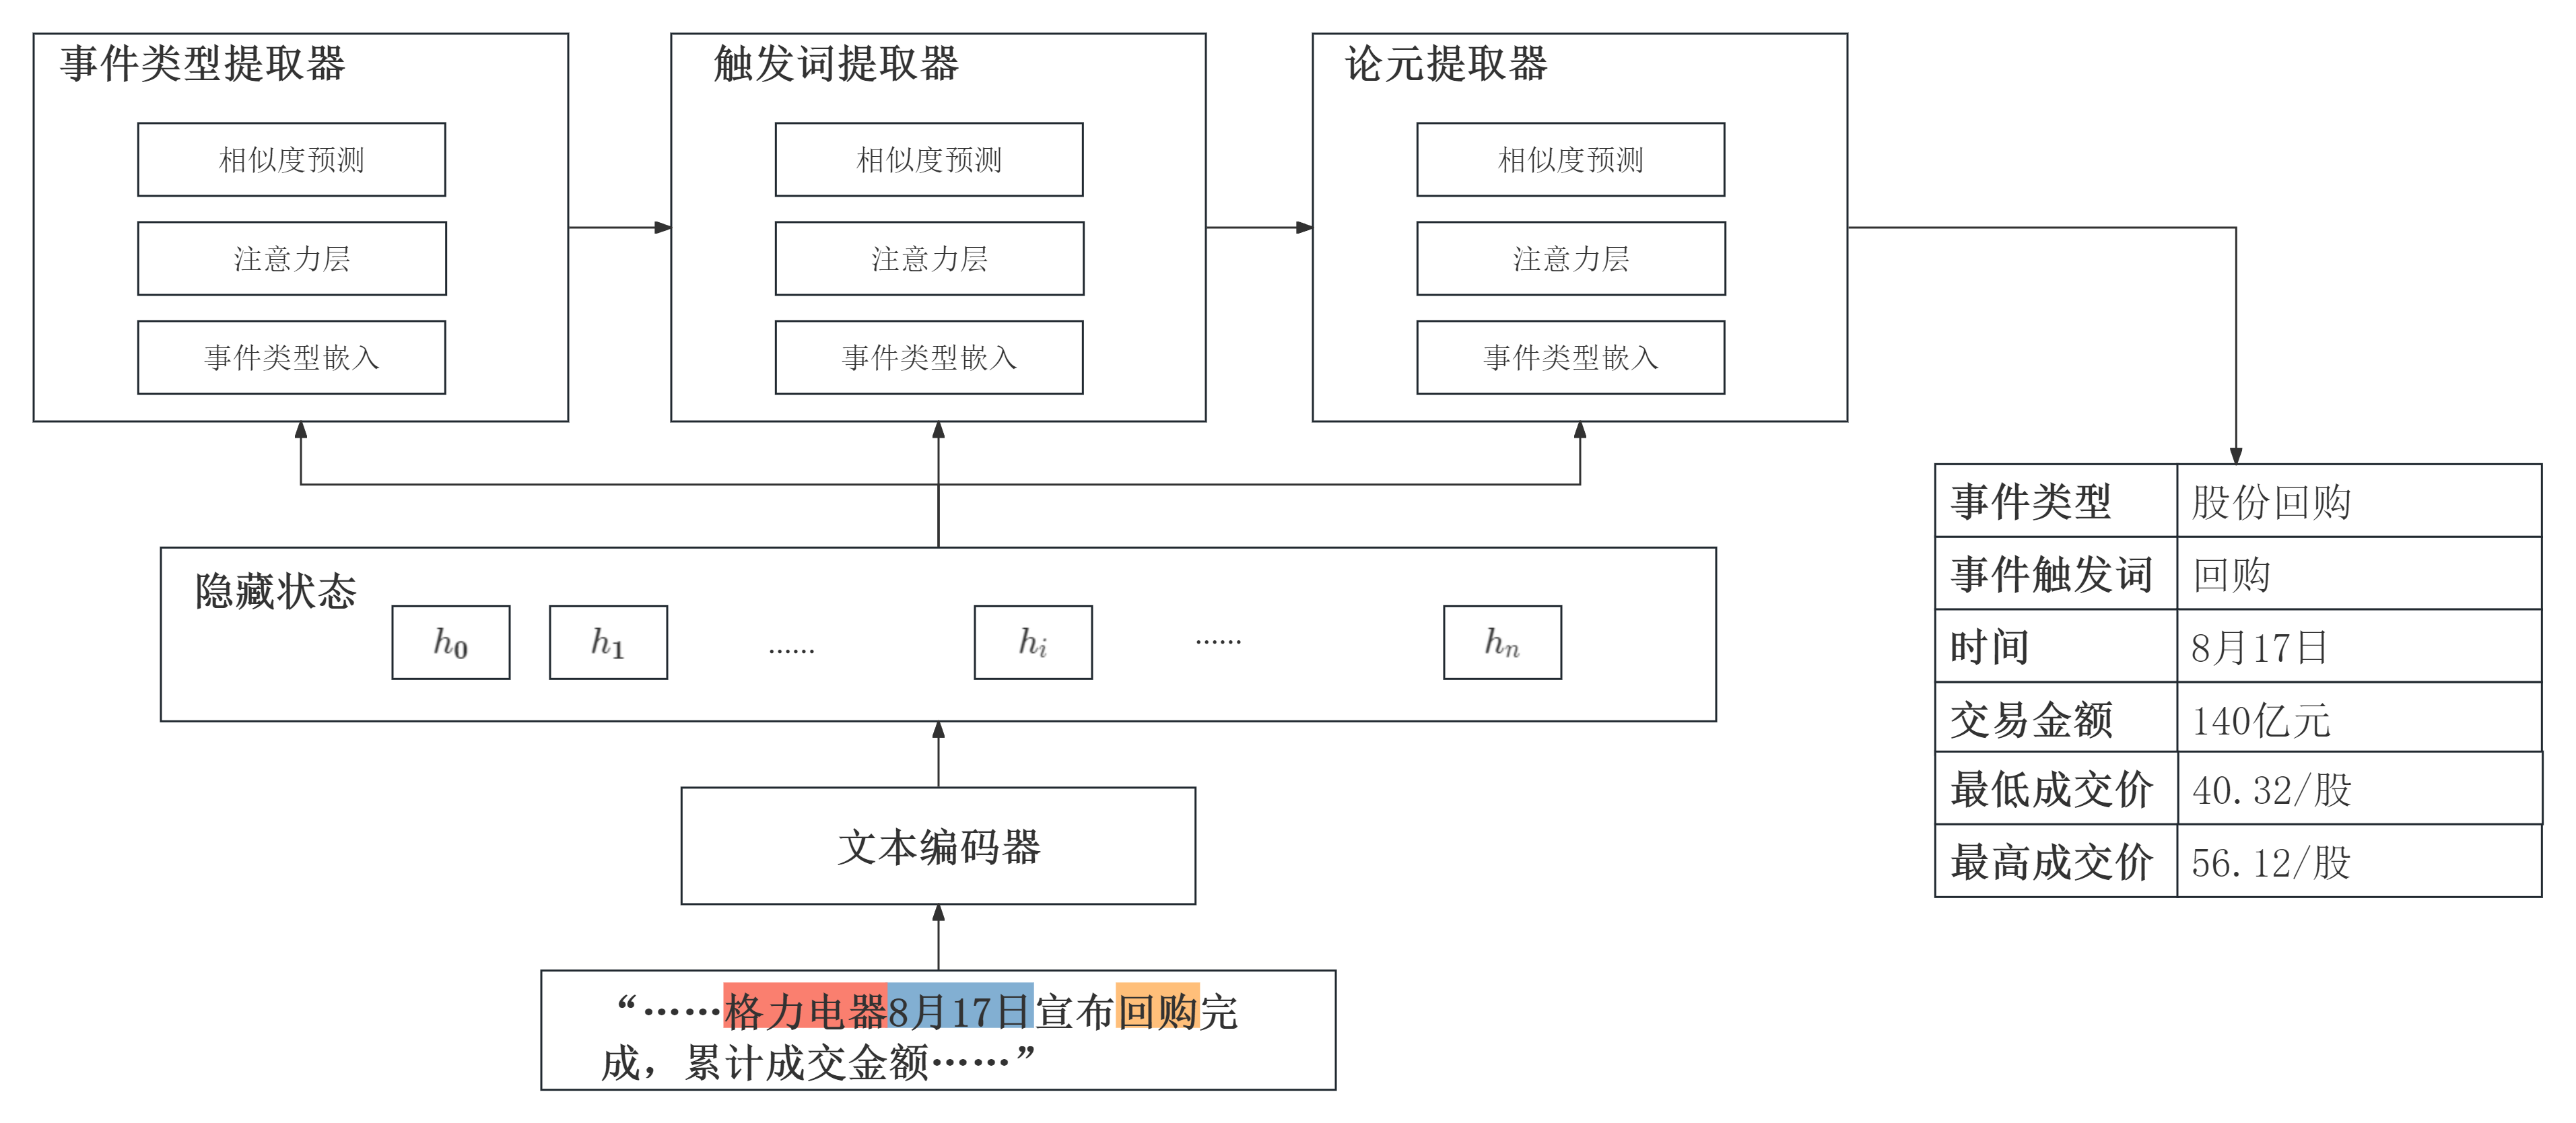 事件类型提取器
相似度预测
注意力层
事件类型嵌入
触发词提取器
相似度预测
注意力层
事件类型嵌入
论元提取器
相似度预测
注意力层
事件类型嵌入
隐藏状态
h₀ h₁ …… hᵢ …… hₙ
文本编码器
“……格力电器8月17日宣布回购完
成，累计成交金额……”
事件类型 股份回购
事件触发词 回购
时间 8月17日
交易金额 140亿元
最低成交价 40.32/股
最高成交价 56.12/股